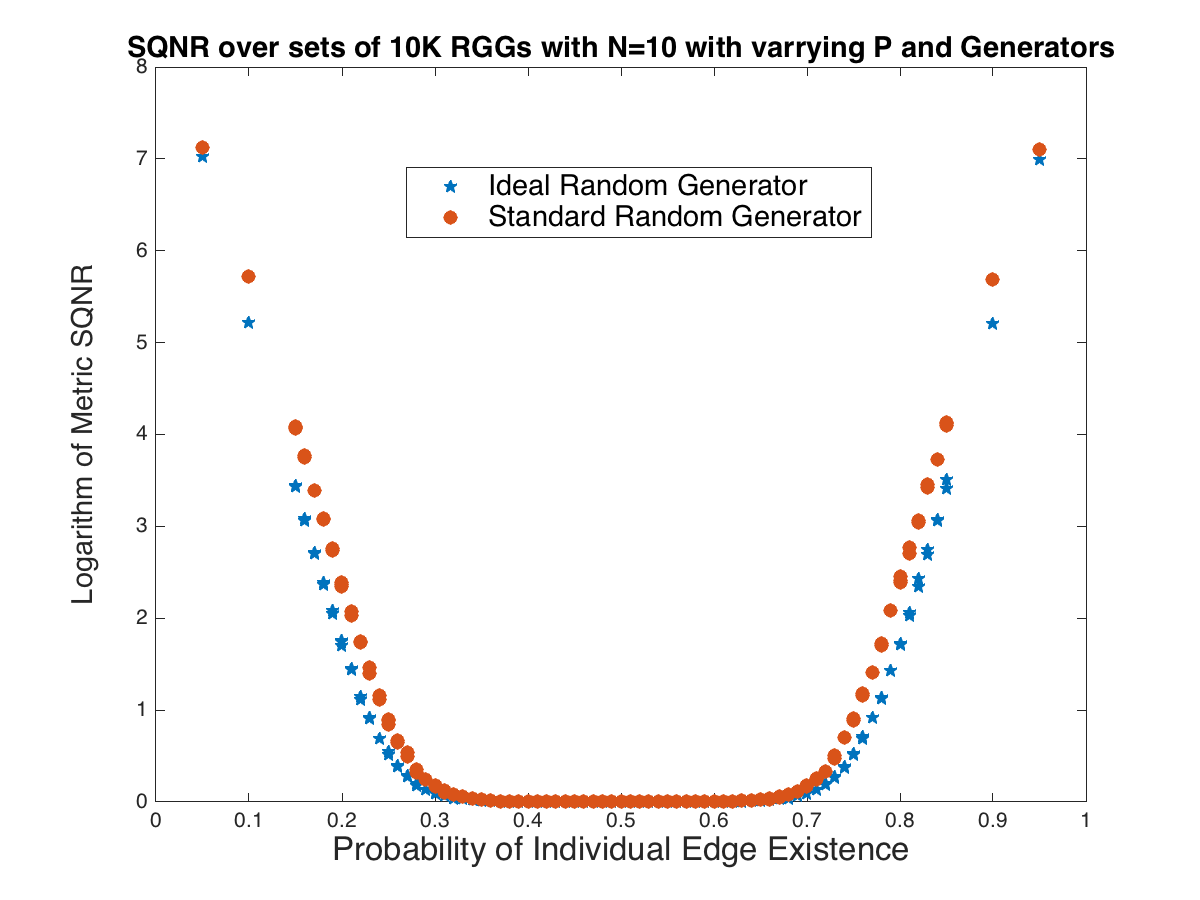 SQNR over sets of 10K RGGs with N=10 with varrying P and Generators
8
7
6
5
4
3
2
1
0
Logarithm of Metric SQNR
Ideal Random Generator
Standard Random Generator
0 0.1 0.2 0.3 0.4 0.5 0.6 0.7 0.8 0.9 1
Probability of Individual Edge Existence